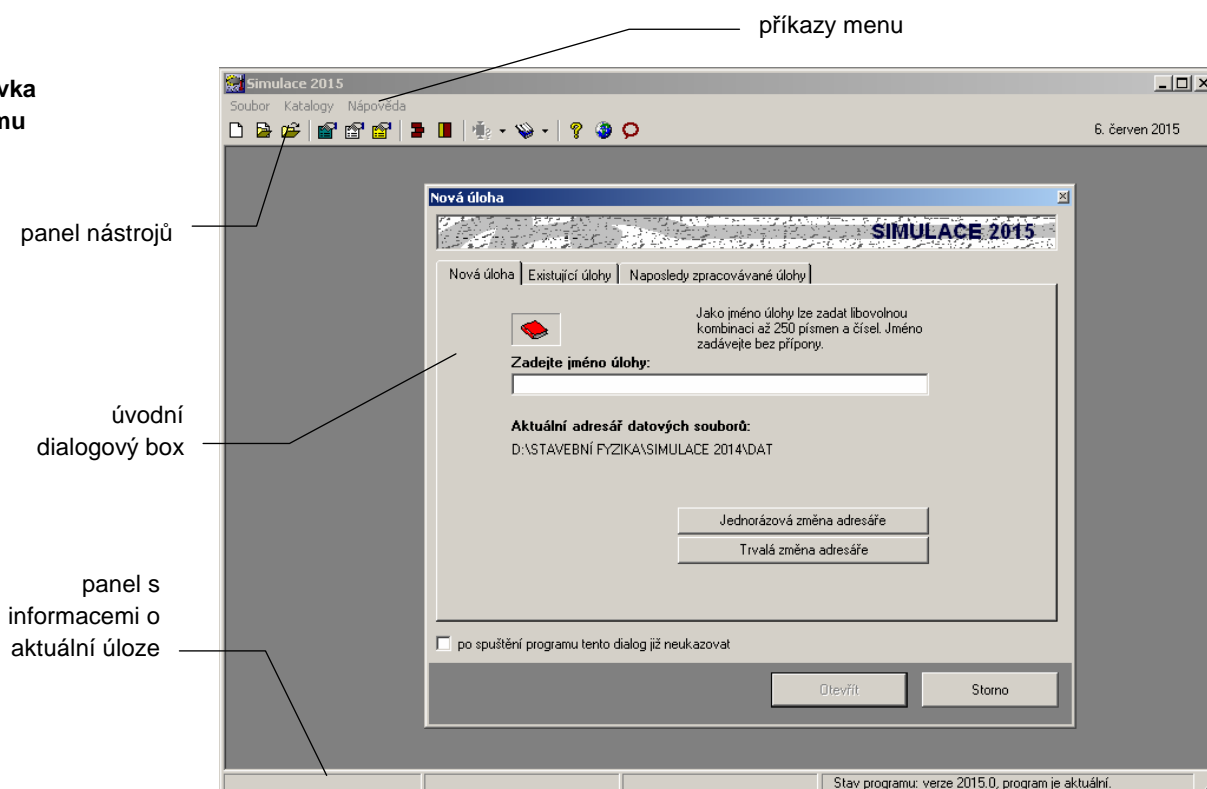 příkazy menu
vka
mu
Simulace 2015
Soubor Katalogy Nápověda
6. červen 2015
panel nástrojů
Nová úloha
SIMULACE 2015
Nová úloha Existující úlohy Naposledy zpracovávané úlohy
Jako jméno úlohy lze zadat libovolnou
kombinaci až 250 písmen a čísel. Jméno
zadávejte bez přípony.
Zadejte jméno úlohy:
Aktuální adresář datových souborů:
D:\STAVEBNÍ FYZIKA\SIMULACE 2014\DAT
úvodní
dialogový box
Jednorázová změna adresáře
Trvalá změna adresáře
panel s
informacemi o
aktuální úloze
po spuštění programu tento dialog již neukazovat
Otevřít Storno
Stav programu: verze 2015.0, program je aktuální.